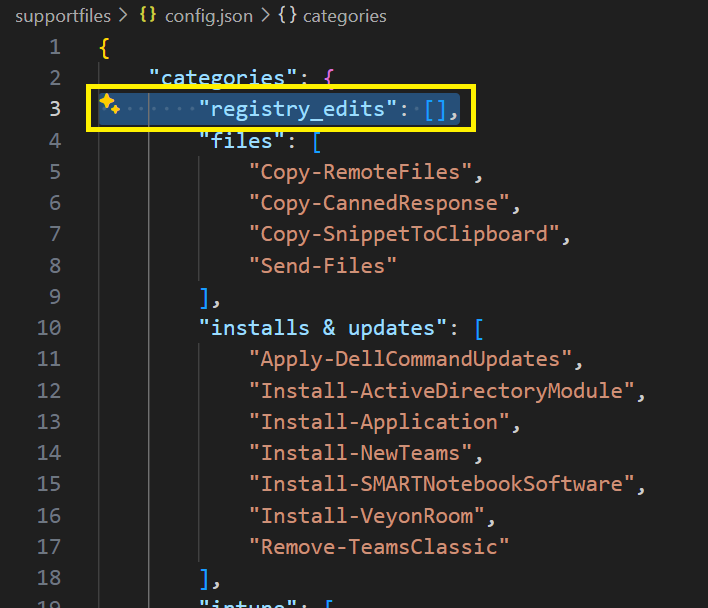 supportfiles > {} config.json > {} categories
1 {
2 "categories": {
3 "registry_edits": [],
4 "files": [
5 "Copy-RemoteFiles",
6 "Copy-CannedResponse",
7 "Copy-SnippetToClipboard",
8 "Send-Files"
9 ],
10 "installs & updates": [
11 "Apply-DellCommandUpdates",
12 "Install-ActiveDirectoryModule",
13 "Install-Application",
14 "Install-NewTeams",
15 "Install-SMARTNotebookSoftware",
16 "Install-VeyonRoom",
17 "Remove-TeamsClassic"
18 ],
19 "intune": [